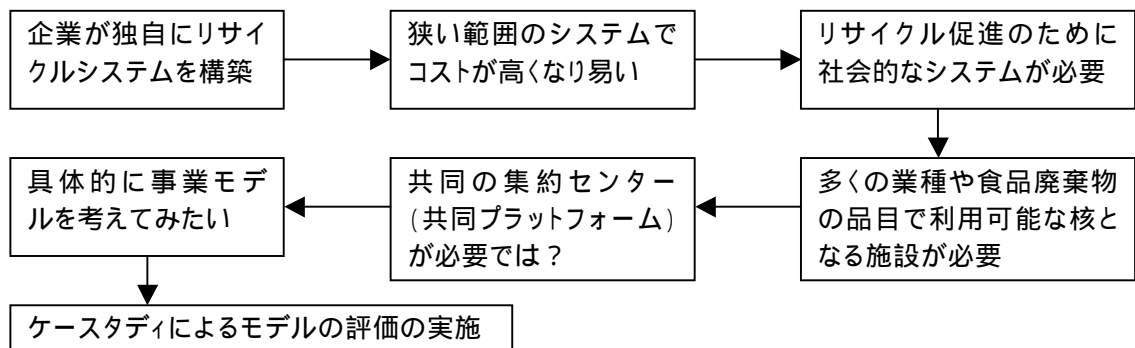 企業が独自にリサイ
クルシステムを構築
狭い範囲のシステムで
コストが高くなり易い
リサイクル促進のために
社会的なシステムが必要
多くの業種や食品廃棄物
の品目で利用可能な核と
なる施設が必要
共同の集約センター
(共同プラットフォーム)
が必要では？
具体的に事業モデ
ルを考えてみたい
ケースタディによるモデルの評価の実施